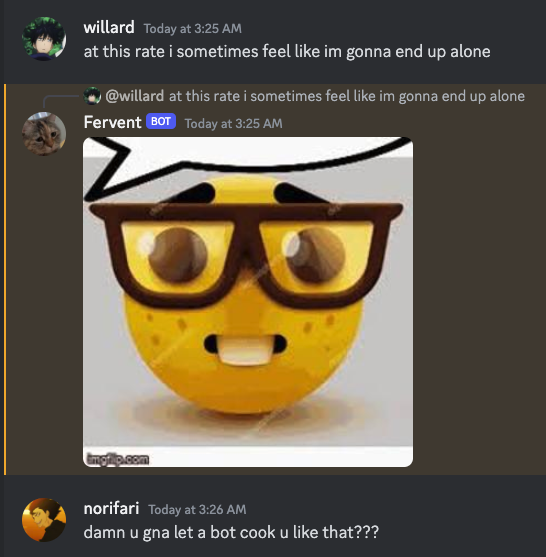 willard Today at 3:25 AM
at this rate i sometimes feel like im gonna end up alone
@willard at this rate i sometimes feel like im gonna end up alone
Fervent BOT Today at 3:25 AM
imgflip.com
norifari Today at 3:26 AM
damn u gna let a bot cook u like that???